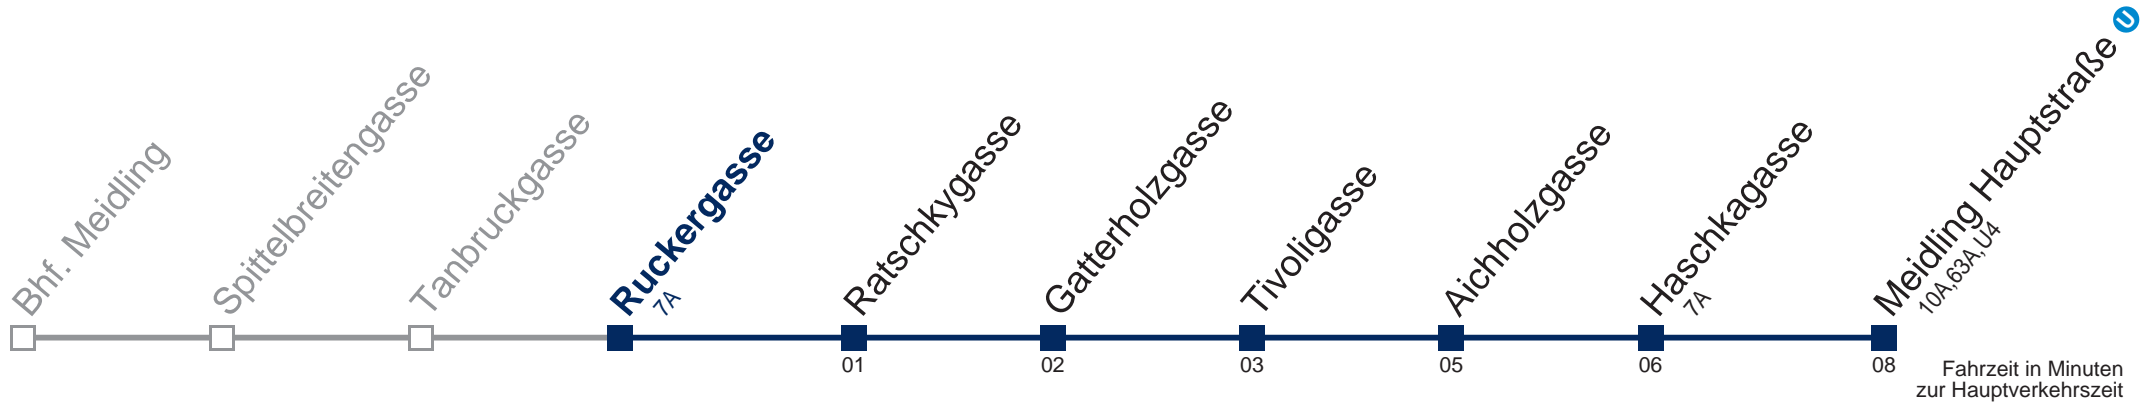 Bhf. Meidling
Spittelbreitengasse
Tanbruckgasse
Ruckergasse
7A
Ratschkygasse
Gatterholzgasse
Tivoligasse
Aichholzgasse
Haschkagasse
7A
Meidling Hauptstraße U
10A,63A,U4
01
02
03
05
06
08
Fahrzeit in Minuten
zur Hauptverkehrszeit